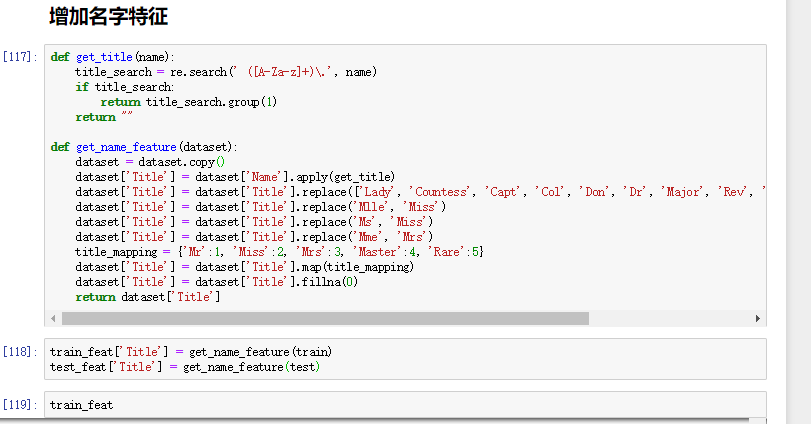 增加名字特征
[117]: def get_title(name):
title_search = re.search(' ([A-Za-z]+)\.', name)
if title_search:
return title_search.group(1)
return ""
def get_name_feature(dataset):
dataset = dataset.copy()
dataset['Title'] = dataset['Name'].apply(get_title)
dataset['Title'] = dataset['Title'].replace(['Lady', 'Countess', 'Capt', 'Col', 'Don', 'Dr', 'Major', 'Rev', '
dataset['Title'] = dataset['Title'].replace('Mlle', 'Miss')
dataset['Title'] = dataset['Title'].replace('Ms', 'Miss')
dataset['Title'] = dataset['Title'].replace('Mme', 'Mrs')
title_mapping = {'Mr':1, 'Miss':2, 'Mrs':3, 'Master':4, 'Rare':5}
dataset['Title'] = dataset['Title'].map(title_mapping)
dataset['Title'] = dataset['Title'].fillna(0)
return dataset['Title']
[118]: train_feat['Title'] = get_name_feature(train)
test_feat['Title'] = get_name_feature(test)
[119]: train_feat